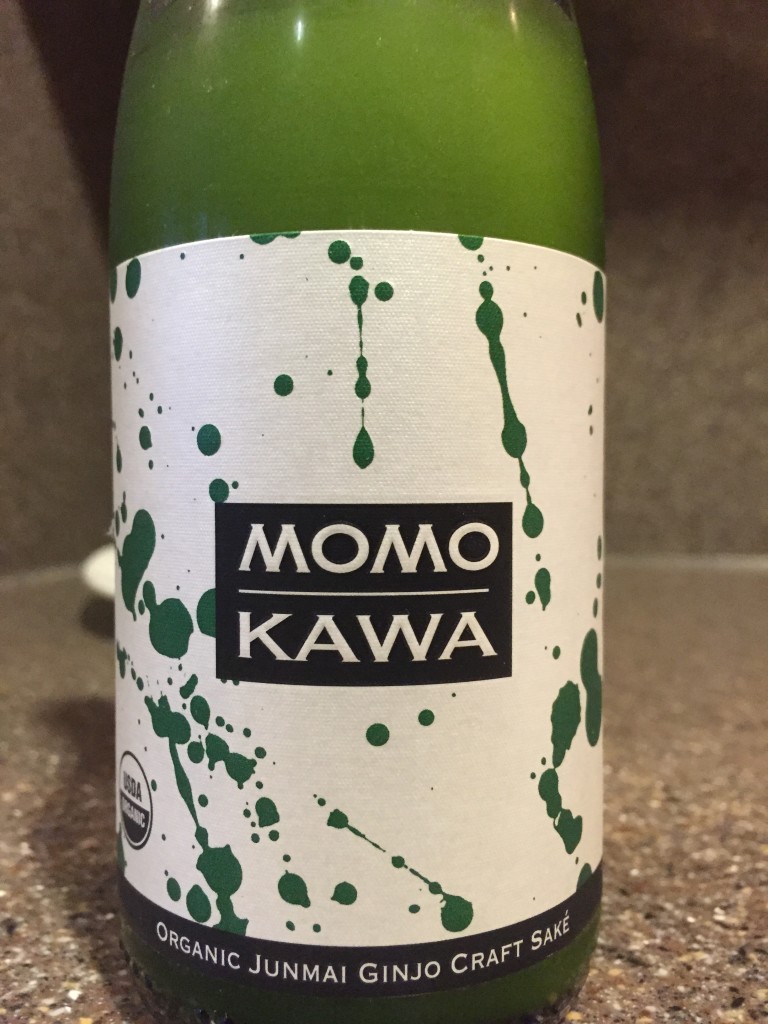 MOMO
KAWA
USDA
ORGANIC
ORGANIC JUNMAI GINJO CRAFT SAKÉ